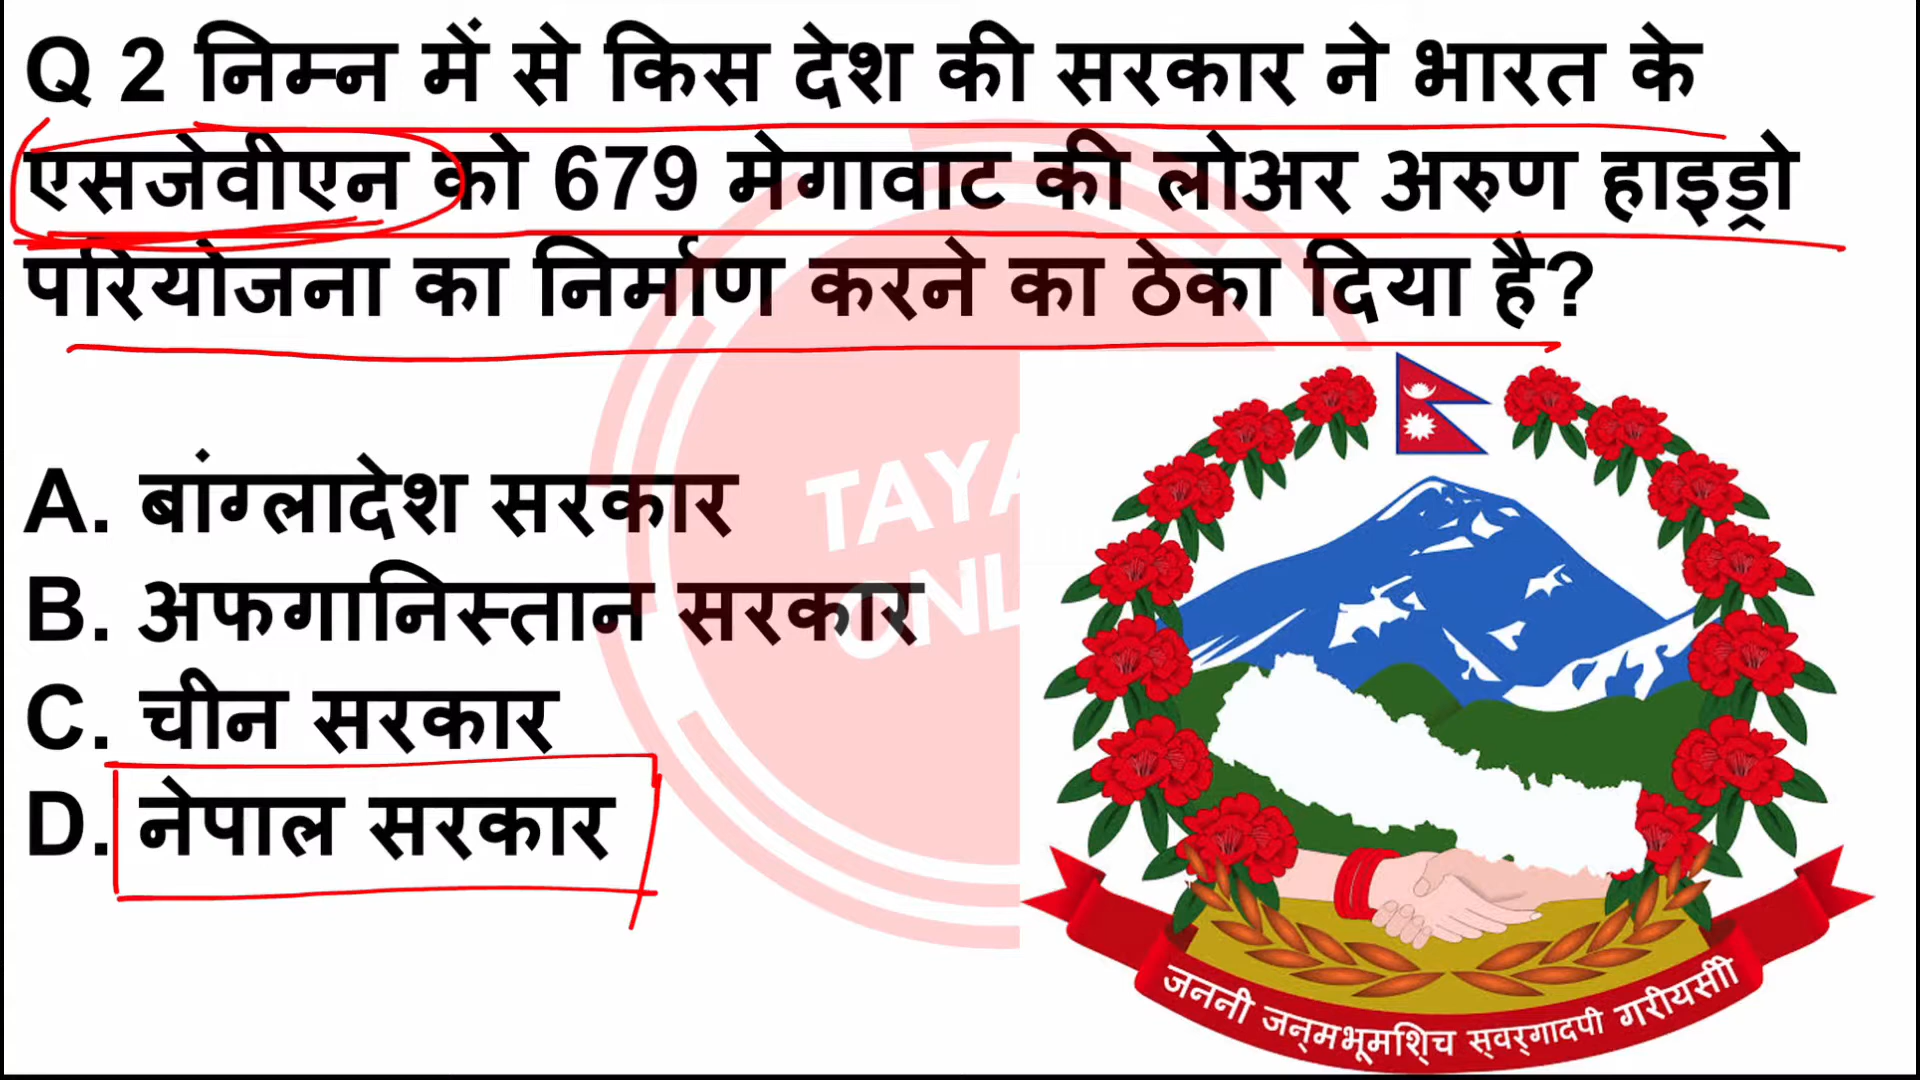 Q 2 निम्न में से किस देश की सरकार ने भारत के
एसजेवीएन को 679 मेगावाट की लोअर अरुण हाइड्रो
परियोजना का निर्माण करने का ठेका दिया है?
A. बांग्लादेश सरकार
B. अफगानिस्तान सरकार
C. चीन सरकार
D. नेपाल सरकार
जननी जन्मभूमश्चि स्वर्गादपी गरीयसी